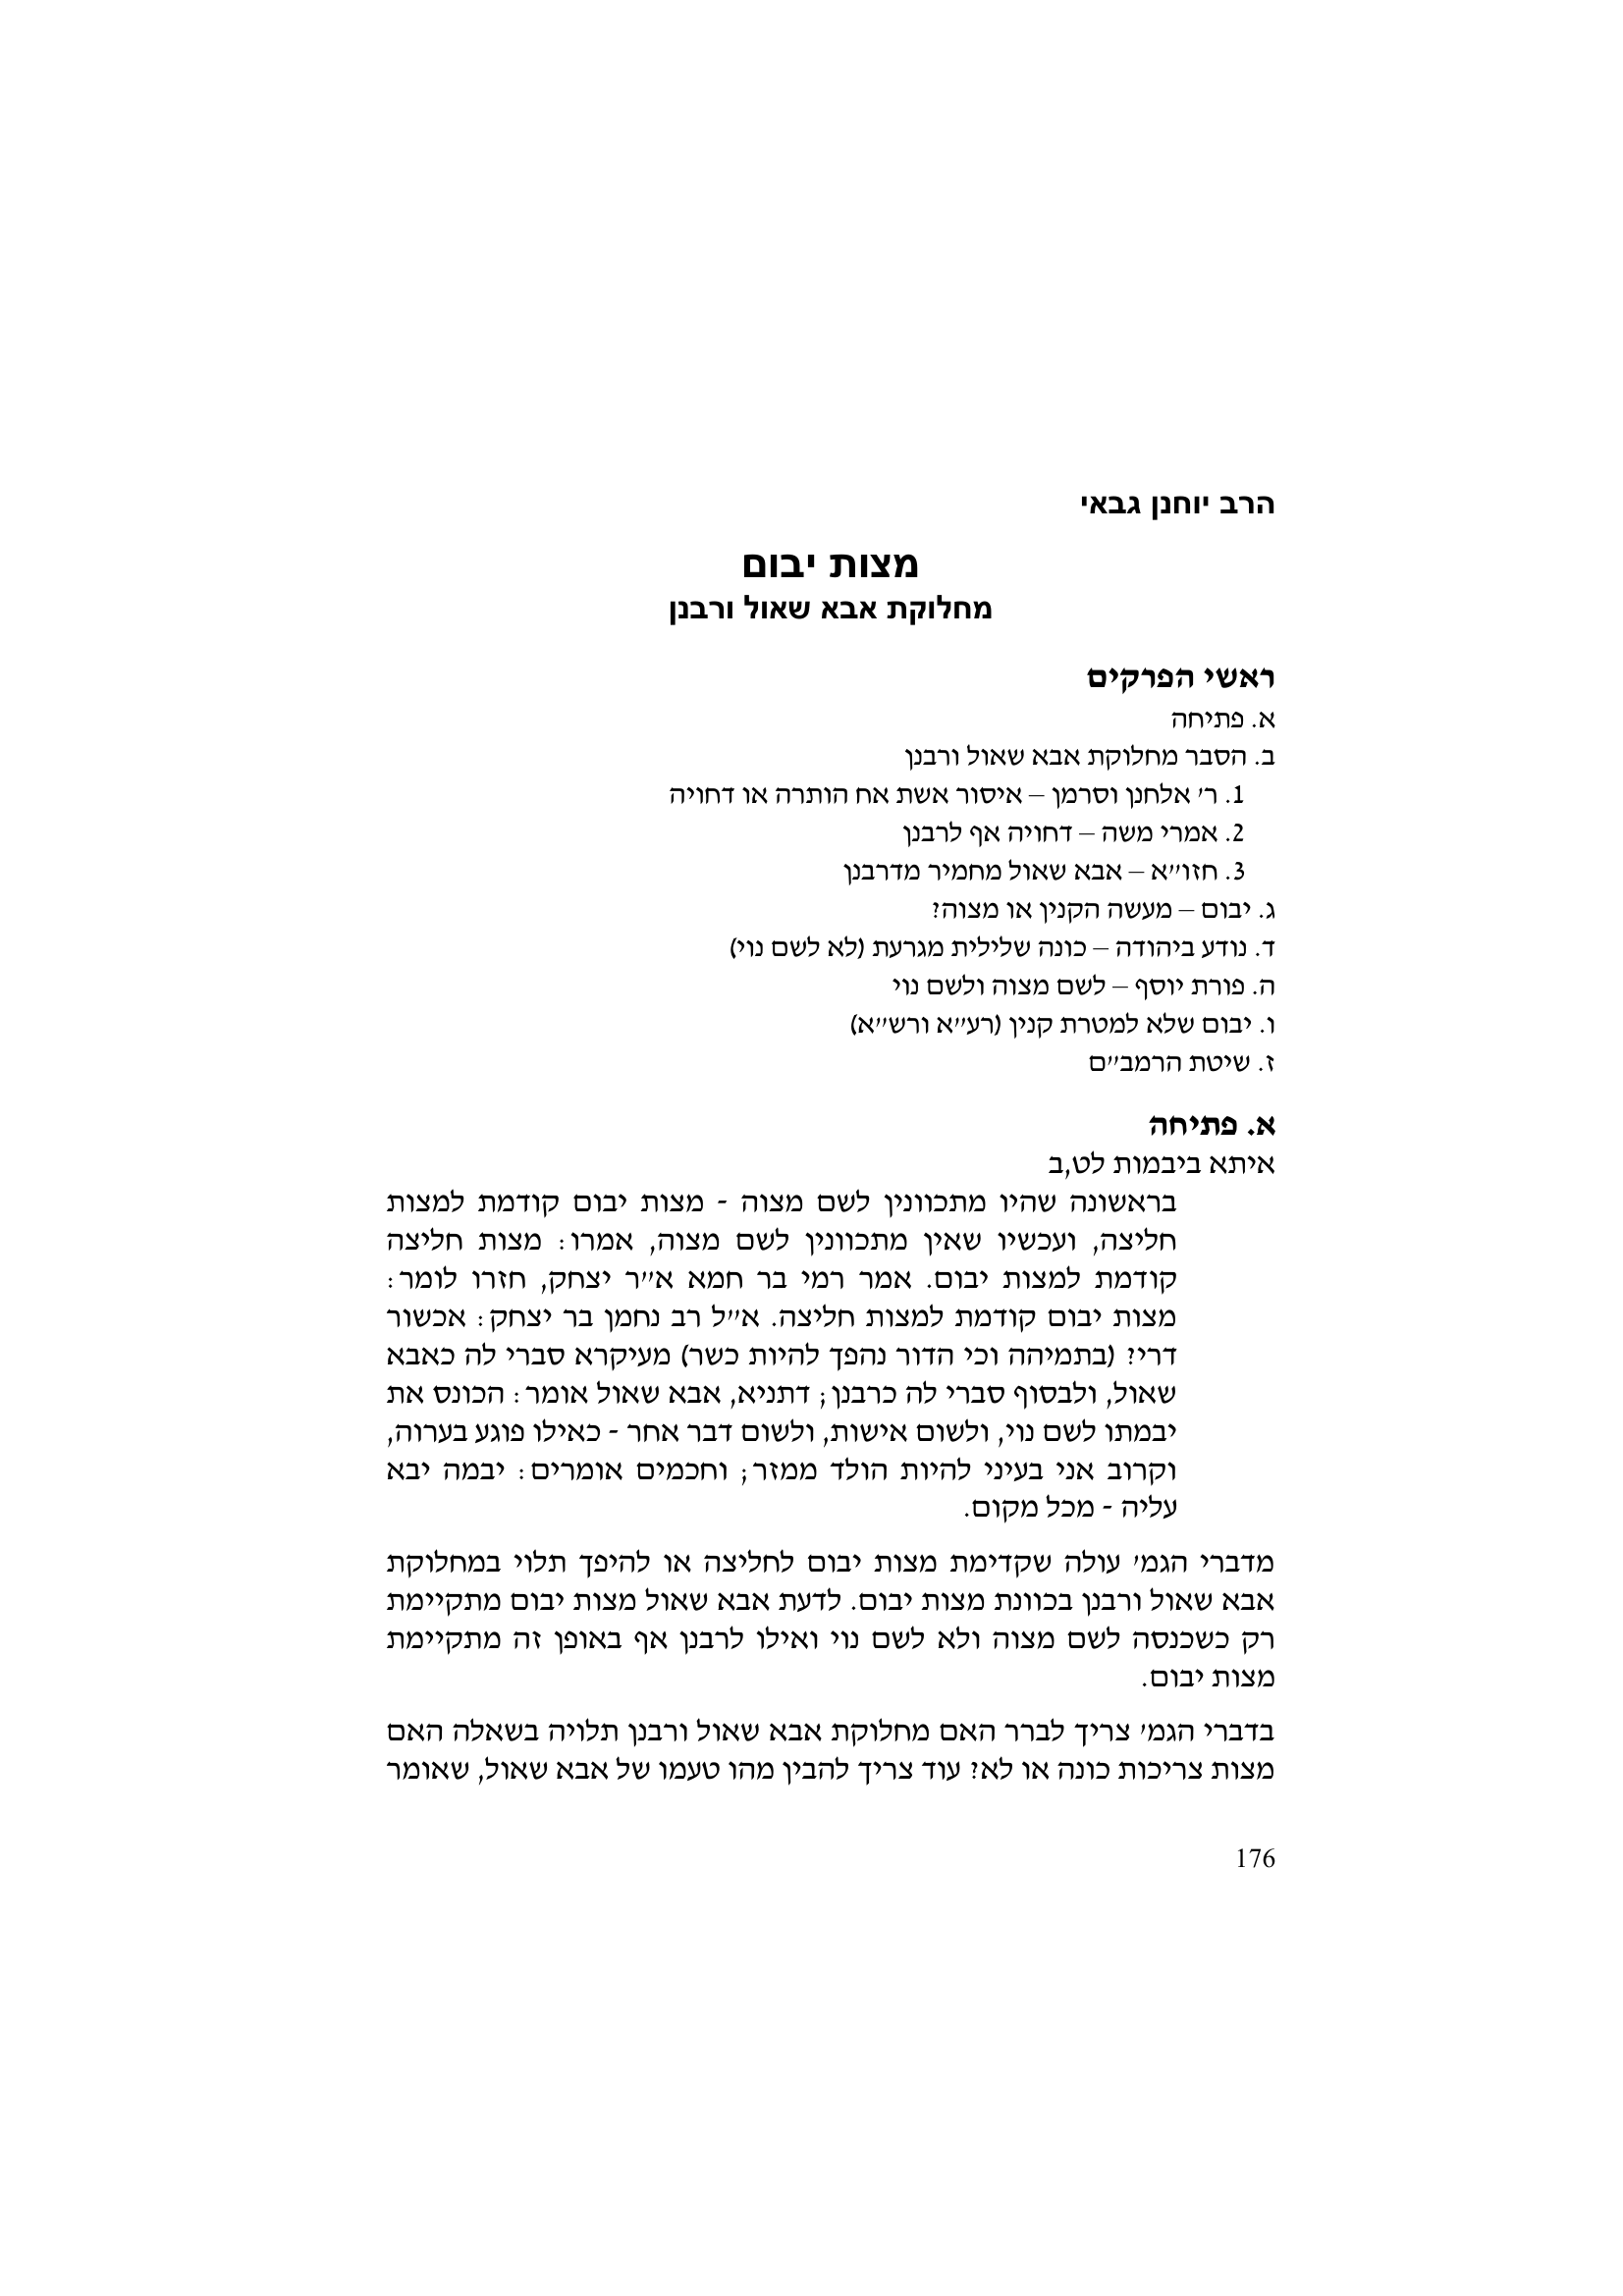 הרב יוחנן גבאי
מצות יבום
מחלוקת אבא שאול ורבנן
ראשי הפרקים
א. פתיחה
ב. הסבר מחלוקת אבא שאול ורבנן
1. ר' אלחנן וסרמן – איסור אשת אח הותרה או דחויה
2. אמרי משה – דחויה אף לרבנן
3. חזו"א – אבא שאול מחמיר מדרבנן
ג. יבום – מעשה הקנין או מצוה?
ד. נודע ביהודה – כונה שלילית מגרעת (לא לשם נוי)
ה. פורת יוסף – לשם מצוה ולשם נוי
ו. יבום שלא למטרת קנין (רע"א ורש"א)
ז. שיטת הרמב"ם
א. פתיחה
איתא ביבמות לט,ב
בראשונה שהיו מתכוונין לשם מצוה - מצות יבום קודמת למצות
חליצה, ועכשיו שאין מתכוונין לשם מצוה, אמרו: מצות חליצה
קודמת למצות יבום. אמר רמי בר חמא א"ר יצחק, חזרו לומר:
מצות יבום קודמת למצות חליצה. א"ל רב נחמן בר יצחק: אכשור
דרי? (בתמיהה וכי הדור נהפך להיות כשר) מעיקרא סברי לה כאבא
שאול, ולבסוף סברי לה כרבנן; דתניא, אבא שאול אומר: הכונס את
יבמתו לשם נוי, ולשום אישות, ולשום דבר אחר - כאילו פוגע בערוה,
וקרוב אני בעיני להיות הולד ממזר; וחכמים אומרים: יבמה יבא
עליה - מכל מקום.
מדברי הגמ' עולה שקדימת מצות יבום לחליצה או להיפך תלוי במחלוקת
אבא שאול ורבנן בכוונת מצות יבום. לדעת אבא שאול מצות יבום מתקיימת
רק כשכנסה לשם מצוה ולא לשם נוי ואילו לרבנן אף באופן זה מתקיימת
מצות יבום.
בדברי הגמ' צריך לברר האם מחלוקת אבא שאול ורבנן תלויה בשאלה האם
מצות צריכות כונה או לא? עוד צריך להבין מהו טעמו של אבא שאול, שאומר
176